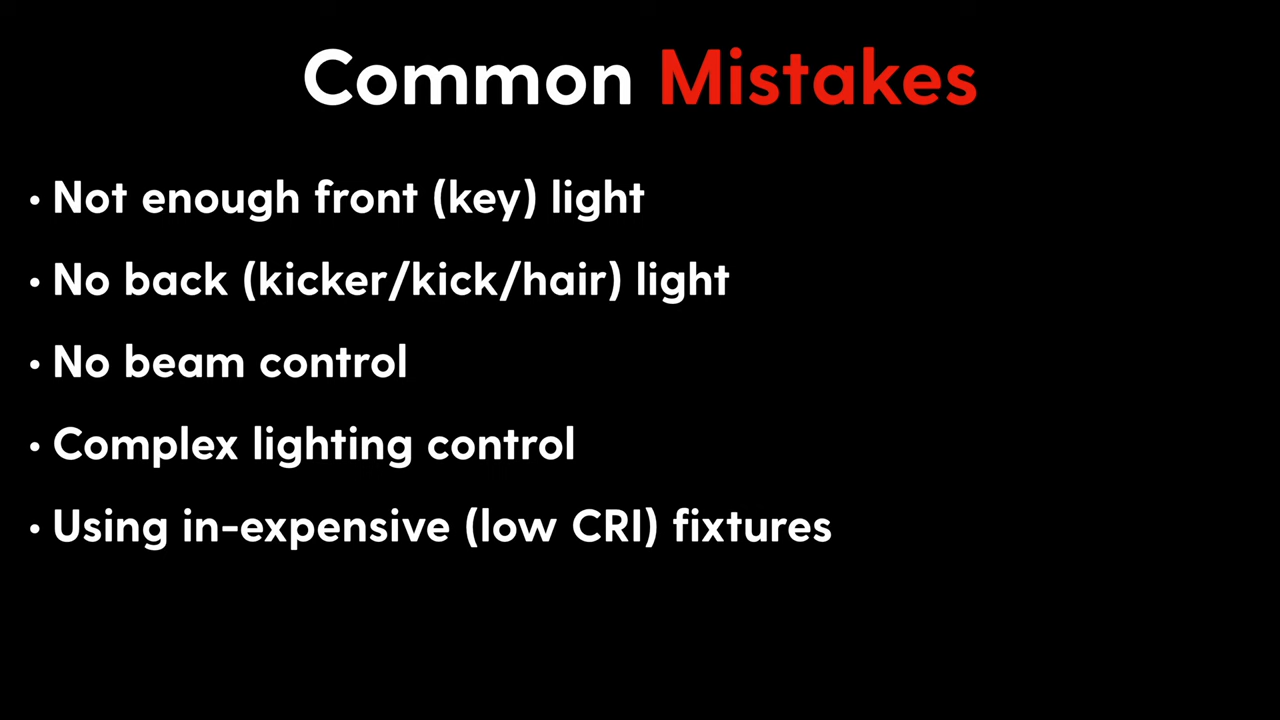 Common Mistakes
• Not enough front (key) light
• No back (kicker/kick/hair) light
• No beam control
• Complex lighting control
• Using in-expensive (low CRI) fixtures